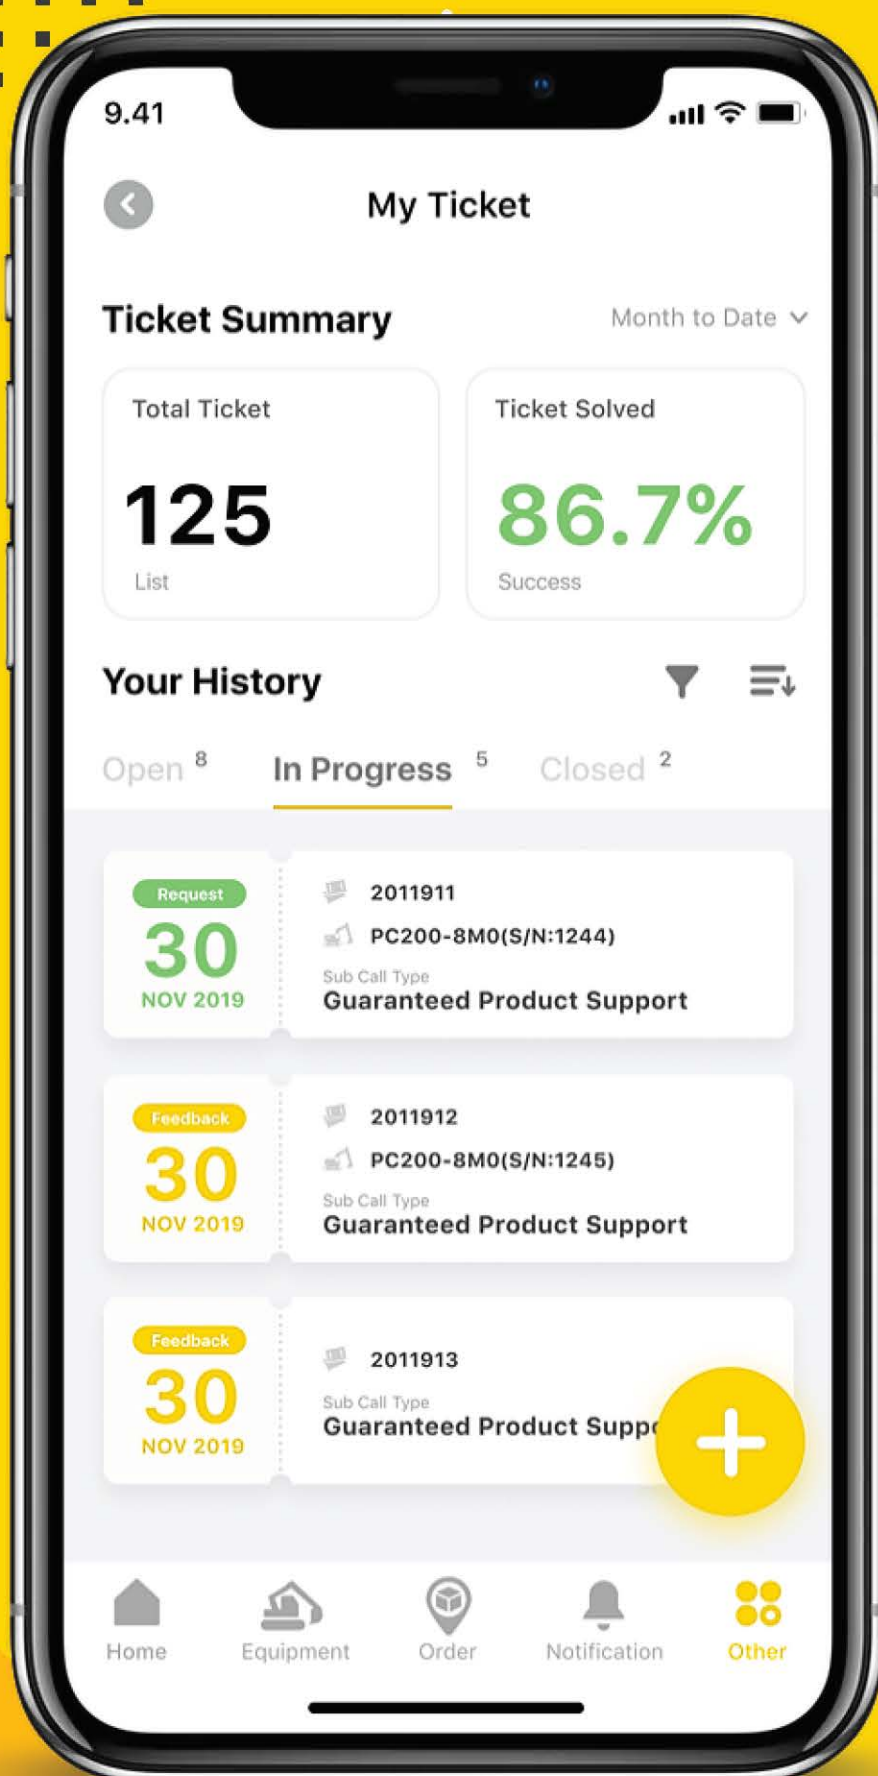 9.41
My Ticket
Ticket Summary
Month to Date
Total Ticket
125
List
Ticket Solved
86.7%
Success
Your History
Open 8
In Progress 5
Closed 2
Request
30
NOV 2019
2011911
PC200-8M0(S/N:1244)
Sub Call Type
Guaranteed Product Support
Feedback
30
NOV 2019
2011912
PC200-8M0(S/N:1245)
Sub Call Type
Guaranteed Product Support
Feedback
30
NOV 2019
2011913
Sub Call Type
Guaranteed Product Suppo
Home
Equipment
Order
Notification
Other